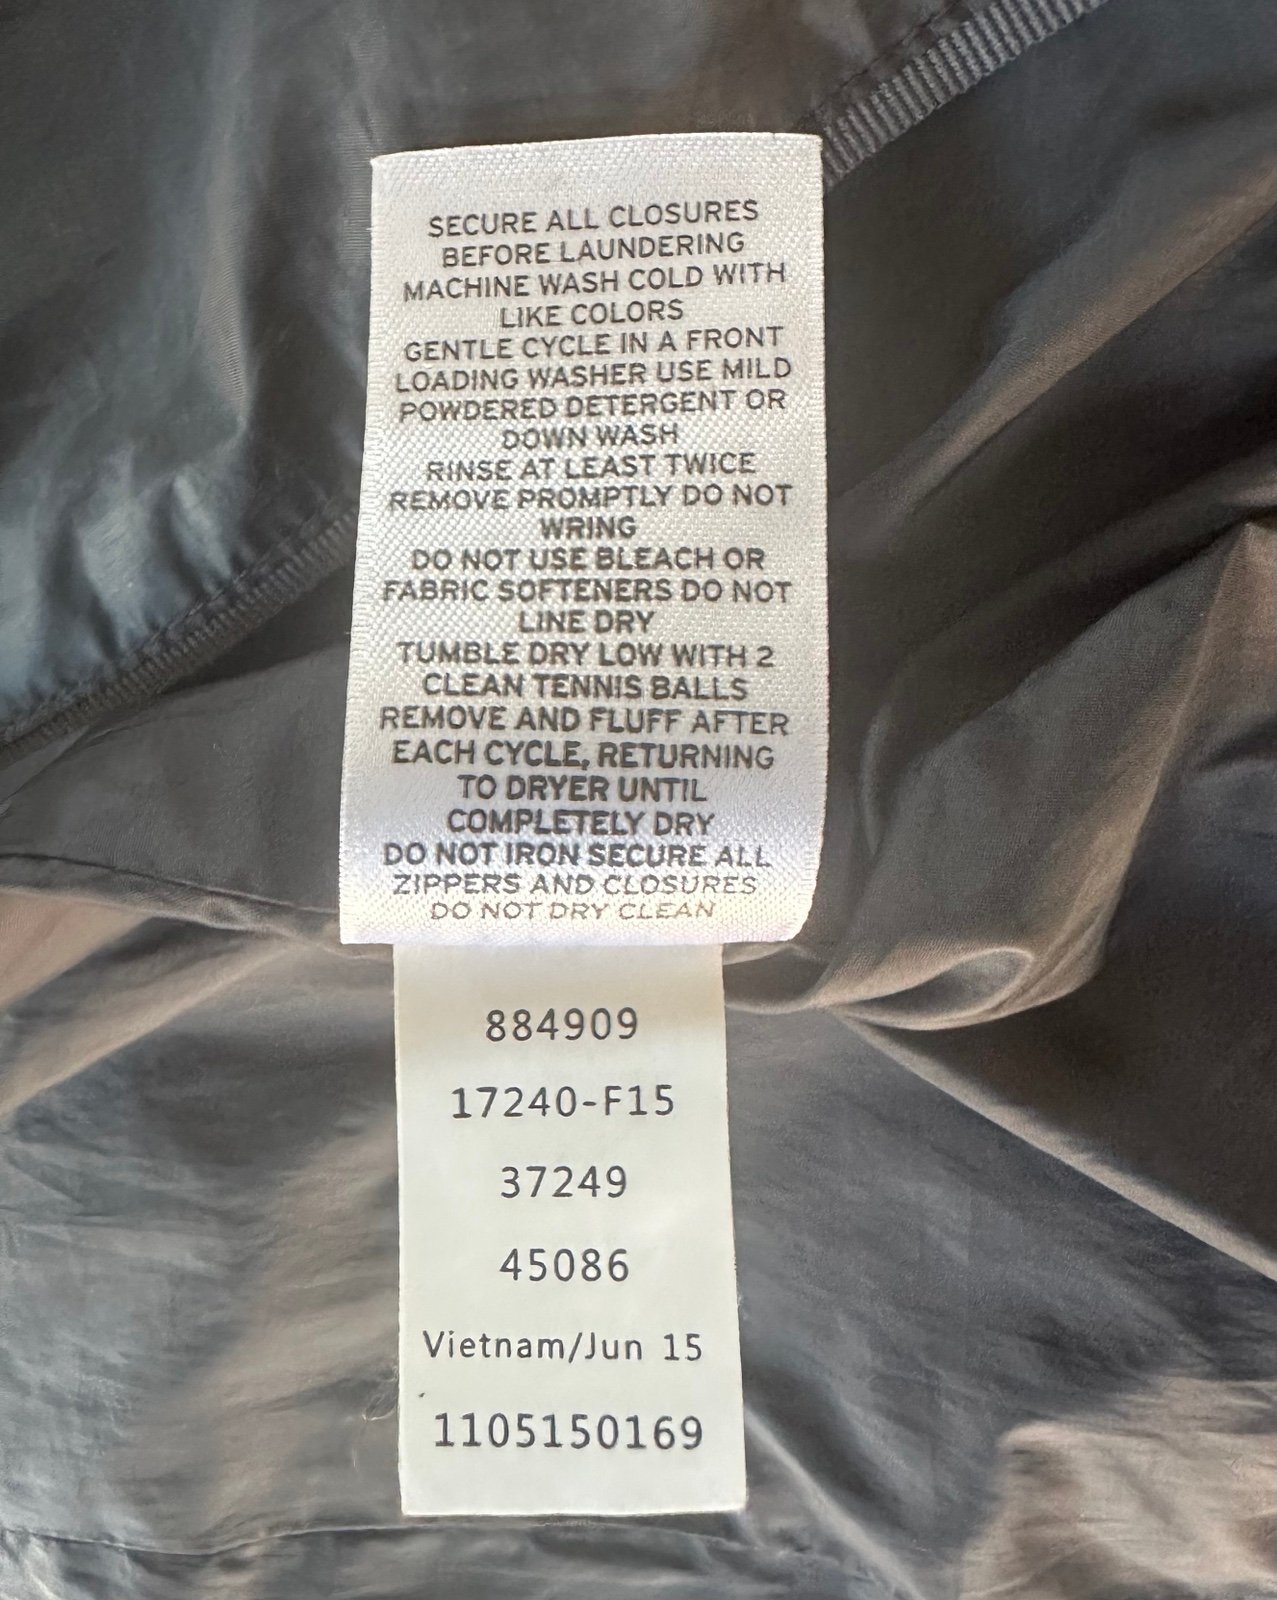 SECURE ALL CLOSURES
BEFORE LAUNDERING
MACHINE WASH COLD WITH
LIKE COLORS
GENTLE CYCLE IN A FRONT
LOADING WASHER USE MILD
POWDERED DETERGENT OR
DOWN WASH
RINSE AT LEAST TWICE
REMOVE PROMPTLY DO NOT
WRING
DO NOT USE BLEACH OR
FABRIC SOFTENERS DO NOT
LINE DRY
TUMBLE DRY LOW WITH 2
CLEAN TENNIS BALLS
REMOVE AND FLUFF AFTER
EACH CYCLE, RETURNING
TO DRYER UNTIL
COMPLETELY DRY
DO NOT IRON SECURE ALL
ZIPPERS AND CLOSURES
DO NOT DRY CLEAN
884909
17240-F15
37249
45086
Vietnam/Jun 15
1105150169